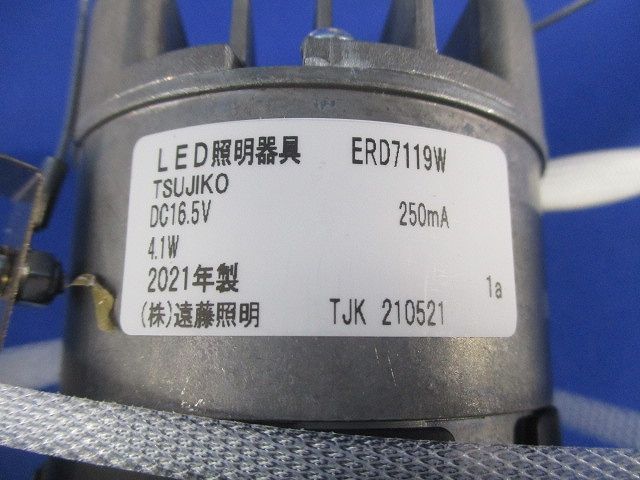 LED照明器具 ERD7119W
TSUJIKO
DC16.5V 250mA
4.1W
2021年製 1a
(株)遠藤照明 TJK 210521